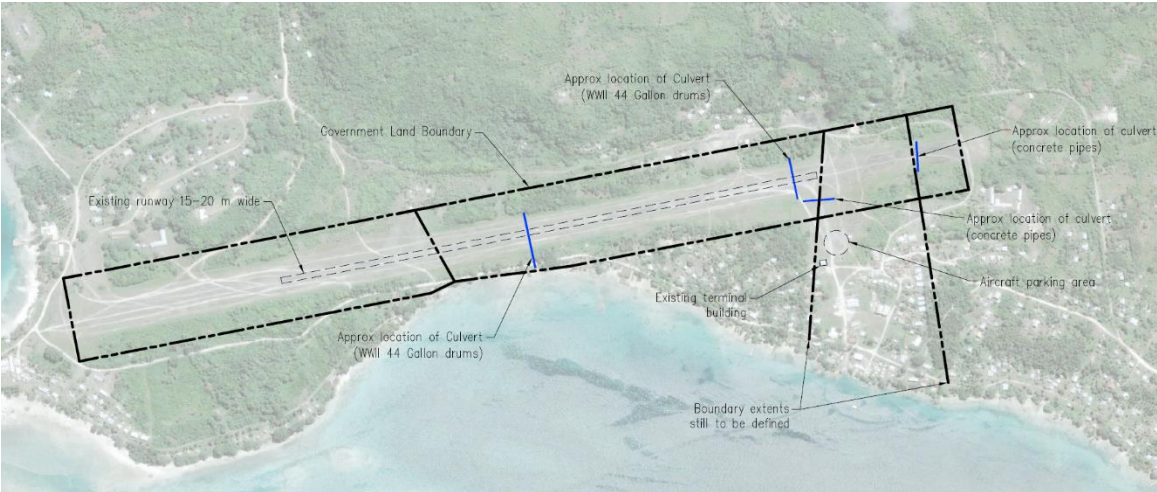 Approx location of Culvert
(WWII 44 Gallon drums)
Government Land Boundary
Approx location of culvert
(concrete pipes)
Existing runway 15-20 m wide
Approx location of culvert
(concrete pipes)
Aircraft parking area
Existing terminal
building
Approx location of Culvert
(WWII 44 Gallon drums)
Boundary extents
still to be defined